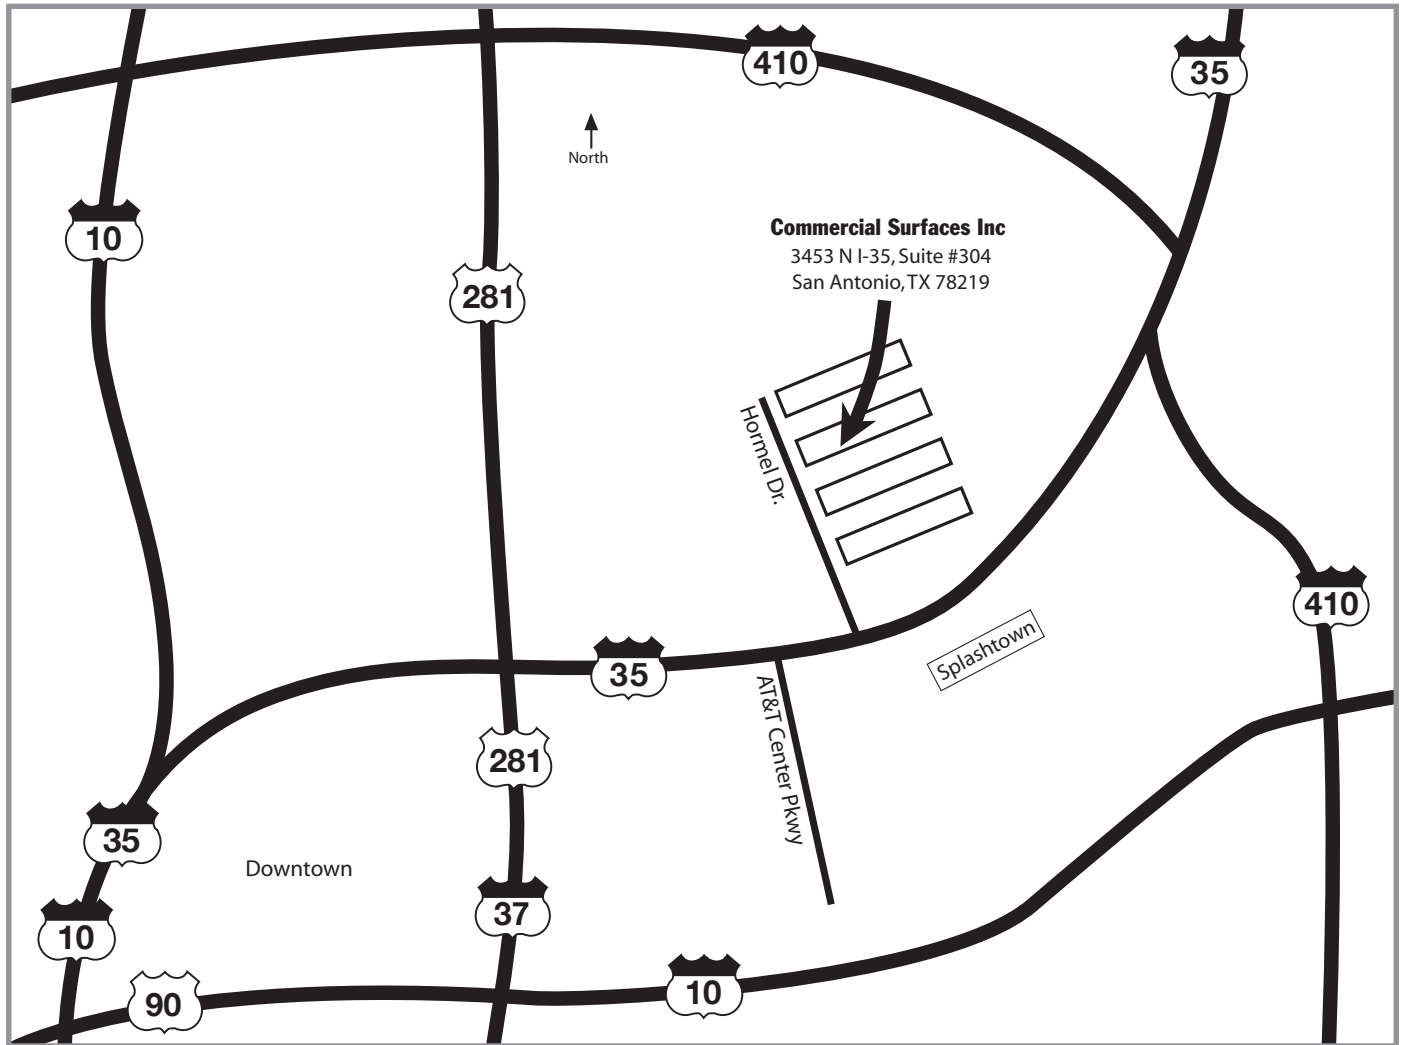 410
35
North
10
Commercial Surfaces Inc
3453 N I-35, Suite #304
San Antonio, TX 78219
281
Hormel Dr.
410
Splashtown
35
AT&T Center Pkwy
281
35
Downtown
37
10
10
90